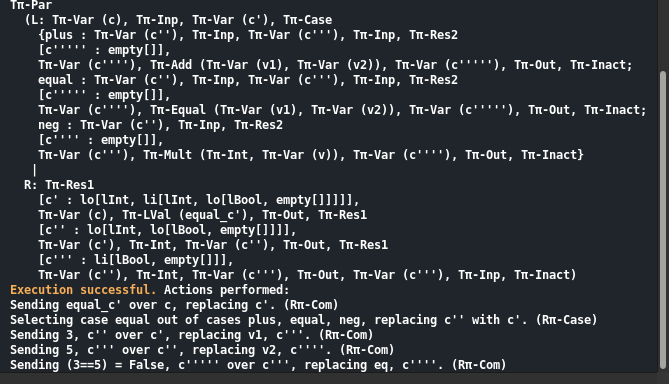 Tπ-Par
(L: Tπ-Var (c), Tπ-Inp, Tπ-Var (c'), Tπ-Case
{plus : Tπ-Var (c''), Tπ-Inp, Tπ-Var (c'''), Tπ-Inp, Tπ-Res2
[c''''' : empty[]],
Tπ-Var (c''''), Tπ-Add (Tπ-Var (v1), Tπ-Var (v2)), Tπ-Var (c'''''), Tπ-Out, Tπ-Inact;
equal : Tπ-Var (c''), Tπ-Inp, Tπ-Var (c'''), Tπ-Inp, Tπ-Res2
[c''''' : empty[]],
Tπ-Var (c''''), Tπ-Equal (Tπ-Var (v1), Tπ-Var (v2)), Tπ-Var (c'''''), Tπ-Out, Tπ-Inact;
neg : Tπ-Var (c''), Tπ-Inp, Tπ-Res2
[c'''' : empty[]],
Tπ-Var (c'''), Tπ-Mult (Tπ-Int, Tπ-Var (v)), Tπ-Var (c''''), Tπ-Out, Tπ-Inact}
|
R: Tπ-Res1
[c' : lo[lInt, li[lInt, lo[lBool, empty[]]]]],
Tπ-Var (c), Tπ-LVal (equal_c'), Tπ-Out, Tπ-Res1
[c'' : lo[lInt, lo[lBool, empty[]]]],
Tπ-Var (c'), Tπ-Int, Tπ-Var (c''), Tπ-Out, Tπ-Res1
[c''' : li[lBool, empty[]]],
Tπ-Var (c''), Tπ-Int, Tπ-Var (c'''), Tπ-Out, Tπ-Var (c'''), Tπ-Inp, Tπ-Inact)
Execution successful. Actions performed:
Sending equal_c' over c, replacing c'. (Rπ-Com)
Selecting case equal out of cases plus, equal, neg, replacing c'' with c'. (Rπ-Case)
Sending 3, c'' over c', replacing v1, c'''. (Rπ-Com)
Sending 5, c''' over c'', replacing v2, c''''. (Rπ-Com)
Sending (3==5) = False, c''''' over c''', replacing eq, c''''. (Rπ-Com)